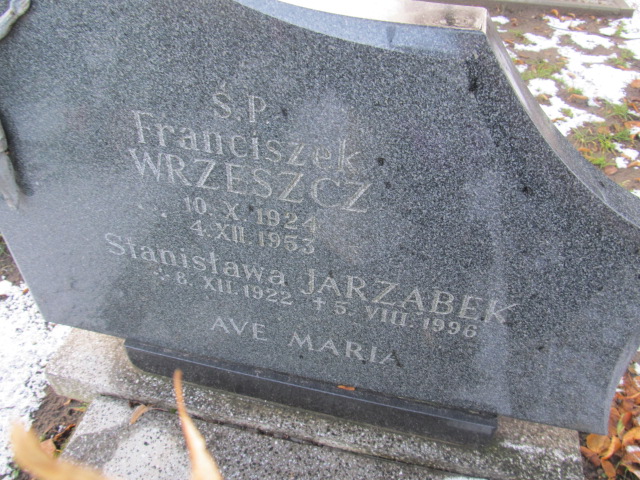 Ś.P.
Franciszek
WRZESZCZ
10. X. 1924
4. XII. 1953
Stanisława JARZĄBEK
* 8. XII. 1922 + 5. VIII. 1996
AVE MARIA